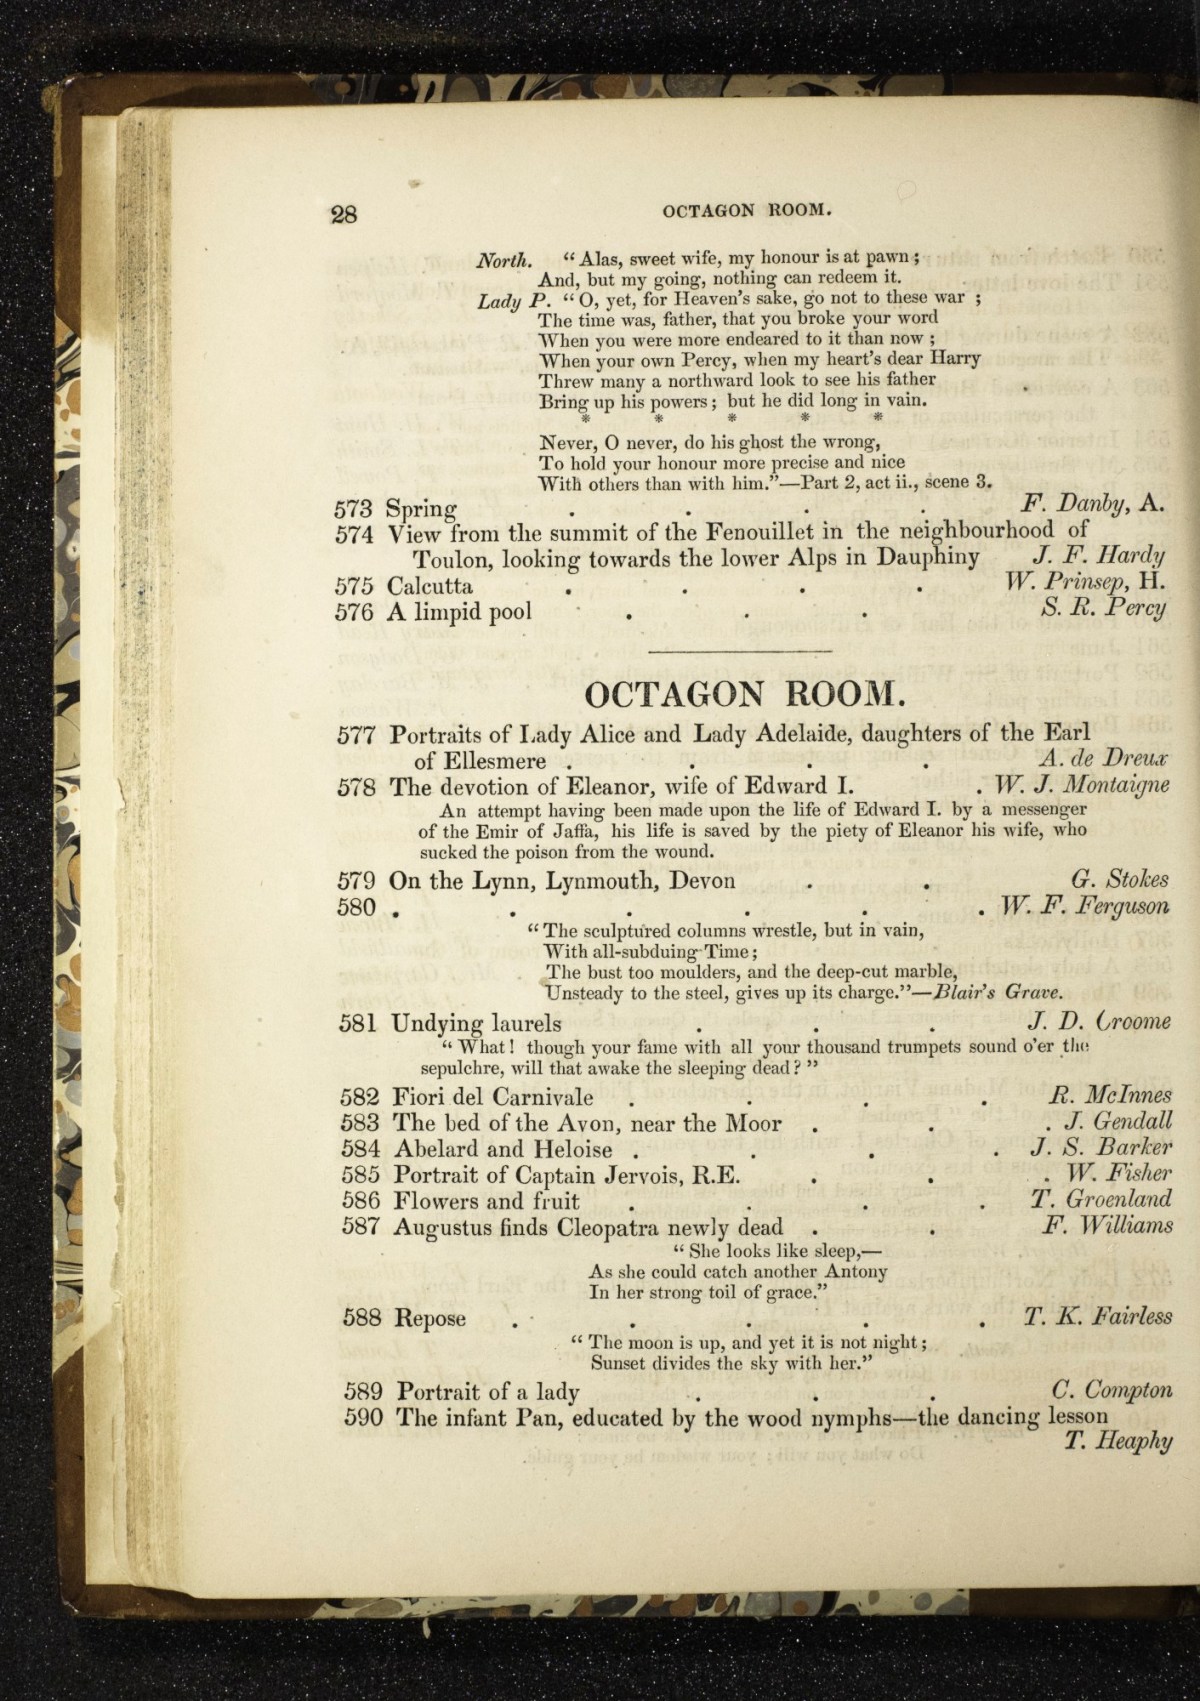 28 OCTAGON ROOM.
North. “ Alas, sweet wife, my honour is at pawn ;
And, but my going, nothing can redeem it.
Lady P. “ O, yet, for Heaven's sake, go not to these war ;
The time was, father, that you broke your word
When you were more endeared to it than now ;
When your own Percy, when my heart's dear Harry
Threw many a northward look to see his father
Bring up his powers ; but he did long in vain.
* * * * *
Never, O never, do his ghost the wrong,
To hold your honour more precise and nice
With others than with him.”—Part 2, act ii., scene 3.
573 Spring . . . . F. Danby, A.
574 View from the summit of the Fenouillet in the neighbourhood of
Toulon, looking towards the lower Alps in Dauphiny J. F. Hardy
575 Calcutta . . . . W. Prinsep, H.
576 A limpid pool . . . S. R. Percy
OCTAGON ROOM.
577 Portraits of Lady Alice and Lady Adelaide, daughters of the Earl
of Ellesmere . . . . A. de Dreux
578 The devotion of Eleanor, wife of Edward I. . W. J. Montaigne
An attempt having been made upon the life of Edward I. by a messenger
of the Emir of Jaffa, his life is saved by the piety of Eleanor his wife, who
sucked the poison from the wound.
579 On the Lynn, Lynmouth, Devon . . G. Stokes
580 . . . . . . W. F. Ferguson
“ The sculptured columns wrestle, but in vain,
With all-subduing Time ;
The bust too moulders, and the deep-cut marble,
Unsteady to the steel, gives up its charge.”—Blair's Grave.
581 Undying laurels . . . J. D. Croome
“ What ! though your fame with all your thousand trumpets sound o'er the
sepulchre, will that awake the sleeping dead ? ”
582 Fiori del Carnivale . . . . R. McInnes
583 The bed of the Avon, near the Moor . . . J. Gendall
584 Abelard and Heloise . . . . J. S. Barker
585 Portrait of Captain Jervois, R.E. . . . W. Fisher
586 Flowers and fruit . . . . T. Groenland
587 Augustus finds Cleopatra newly dead . . F. Williams
“ She looks like sleep,—
As she could catch another Antony
In her strong toil of grace.”
588 Repose . . . . . T. K. Fairless
“ The moon is up, and yet it is not night ;
Sunset divides the sky with her.”
589 Portrait of a lady . . . C. Compton
590 The infant Pan, educated by the wood nymphs—the dancing lesson
T. Heaphy